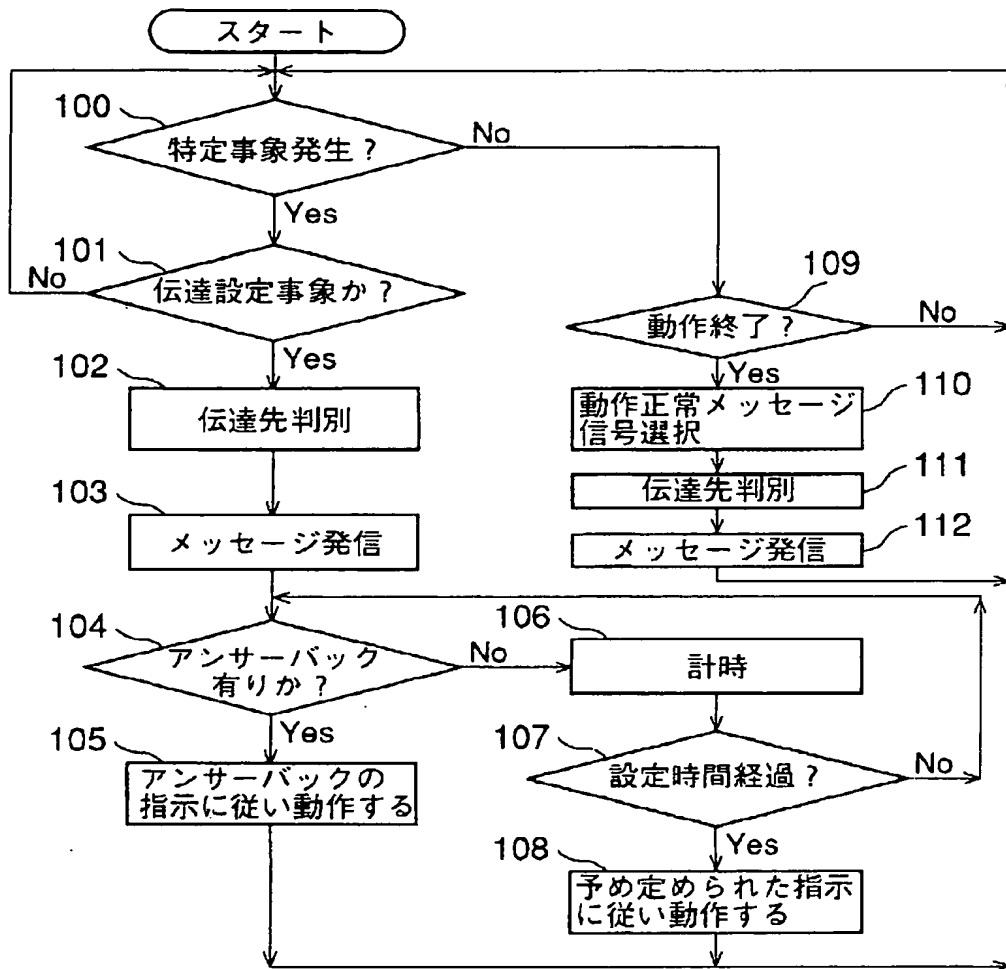 スタート
100
特定事象発生？
No
Yes
101
伝達設定事象か？
No
Yes
109
動作終了？
No
Yes
102
伝達先判別
110
動作正常メッセージ
信号選択
111
伝達先判別
103
メッセージ発信
112
メッセージ発信
104
アンサーバック
有りか？
No
Yes
106
計時
105
アンサーバックの
指示に従い動作する
107
設定時間経過？
No
Yes
108
予め定められた指示
に従い動作する